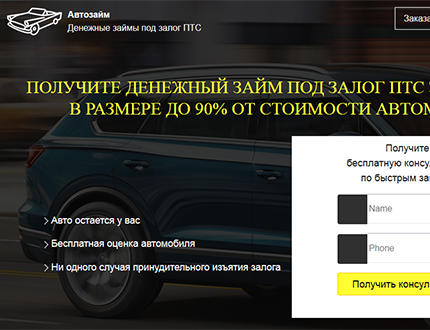 Автозайм
Денежные займы под залог ПТС
Заказа
ПОЛУЧИТЕ ДЕНЕЖНЫЙ ЗАЙМ ПОД ЗАЛОГ ПТС
В РАЗМЕРЕ ДО 90% ОТ СТОИМОСТИ АВТОМ
Получите
бесплатную консу
по быстрым за
Name
Phone
Получить консул
Авто остается у вас
Бесплатная оценка автомобиля
Ни одного случая принудительного изъятия залога